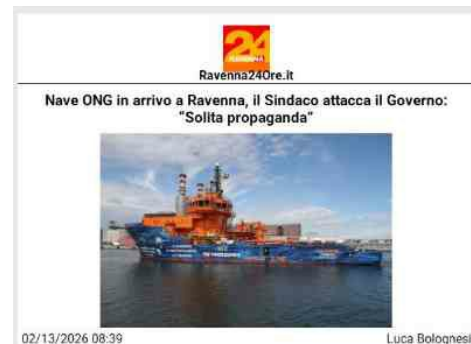 24
RAVENNA
Ravenna24Ore.it
Nave ONG in arrivo a Ravenna, il Sindaco attacca il Governo:
"Solita propaganda"
02/13/2026 08:39
Luca Bolognesi